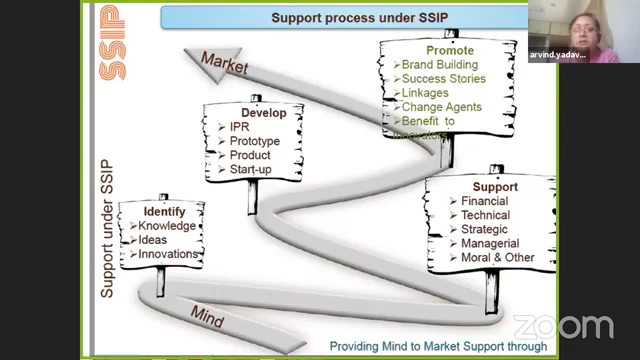 Support process under SSIP
SSIP
Promote
Brand Building
Success Stories
Linkages
Change Agents
Benefit to
Innovators
Market
Develop
IPR
Prototype
Product
Start-up
Support
Financial
Technical
Strategic
Managerial
Moral & Other
Identify
Knowledge
Ideas
Innovations
Support under SSIP
Mind
Providing Mind to Market Support through
arvind.yadav...
zoom